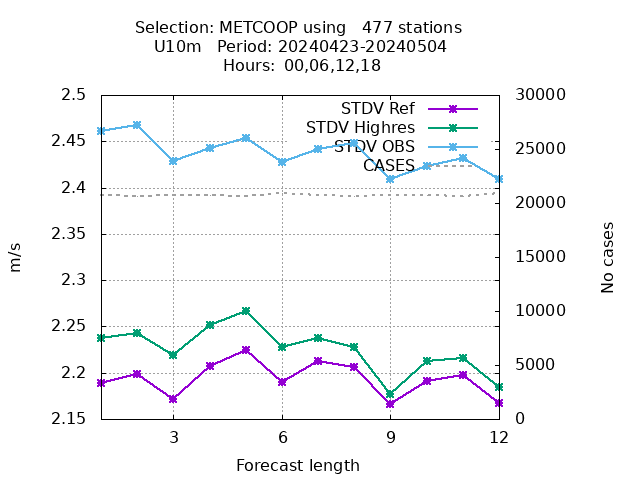 Selection: METCOOP using   477 stations
U10m   Period: 20240423-20240504
Hours: 00,06,12,18
2.5
2.45
2.4
2.35
2.3
2.25
2.2
2.15
m/s
STDV Ref
STDV Highres
STDV OBS
CASES
30000
25000
20000
15000
10000
5000
0
No cases
3
6
9
12
Forecast length